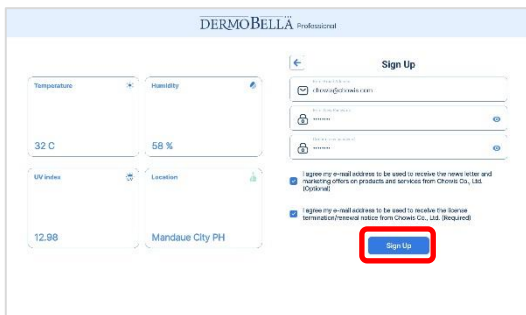 DERMOBELLA Professional
Sign Up
Temperature
32 C
Humidity
58 %
UV Index
12.98
Location
Mandaue City PH
I agree my e-mail address to be used to receive the news letter and
marketing offers on products and services from Chowis Co., Ltd.
(Optional)
I agree my e-mail address to be used to receive the license
termination/renewal notice from Chowis Co., Ltd. (Required)
Sign Up